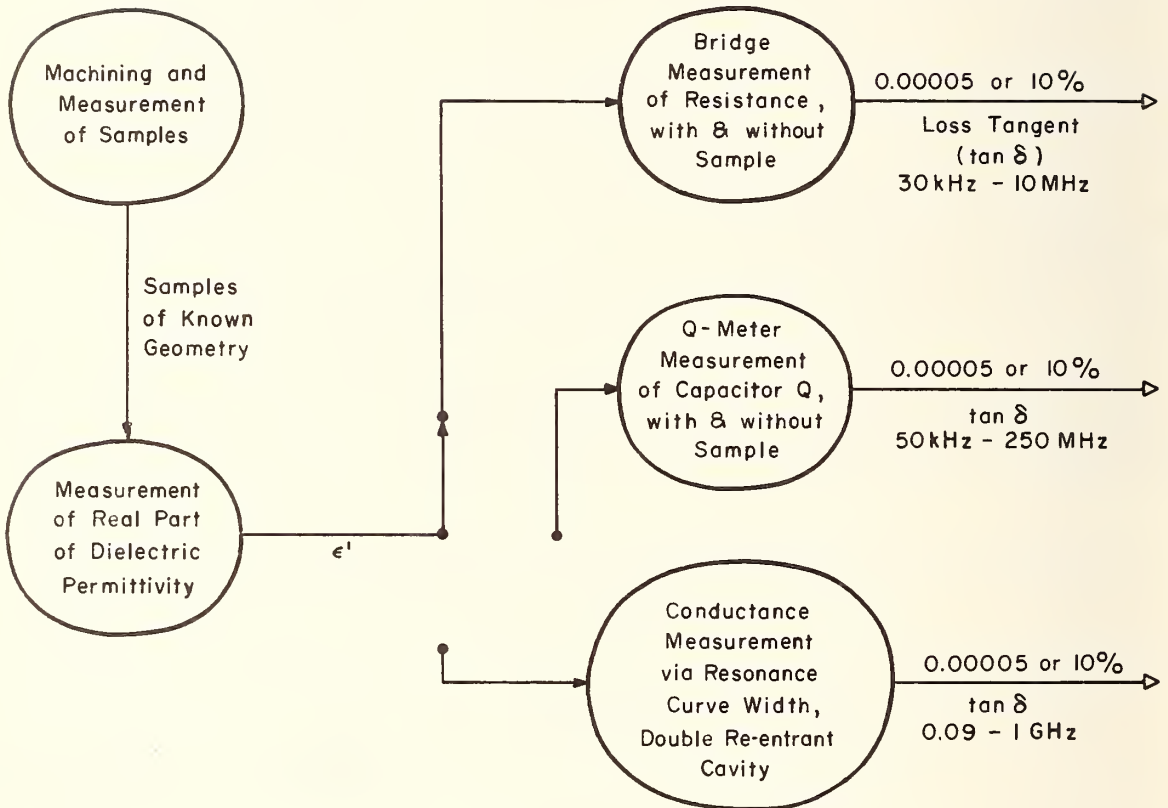 Machining and
Measurement
of Samples
Samples
of Known
Geometry
Measurement
of Real Part
of Dielectric
Permittivity
ϵ'
Bridge
Measurement
of Resistance,
with & without
Sample
0.00005 or 10%
Loss Tangent
(tan δ)
30 kHz - 10 MHz
Q-Meter
Measurement
of Capacitor Q,
with & without
Sample
0.00005 or 10%
tan δ
50 kHz - 250 MHz
Conductance
Measurement
via Resonance
Curve Width,
Double Re-entrant
Cavity
0.00005 or 10%
tan δ
0.09 - 1 GHz